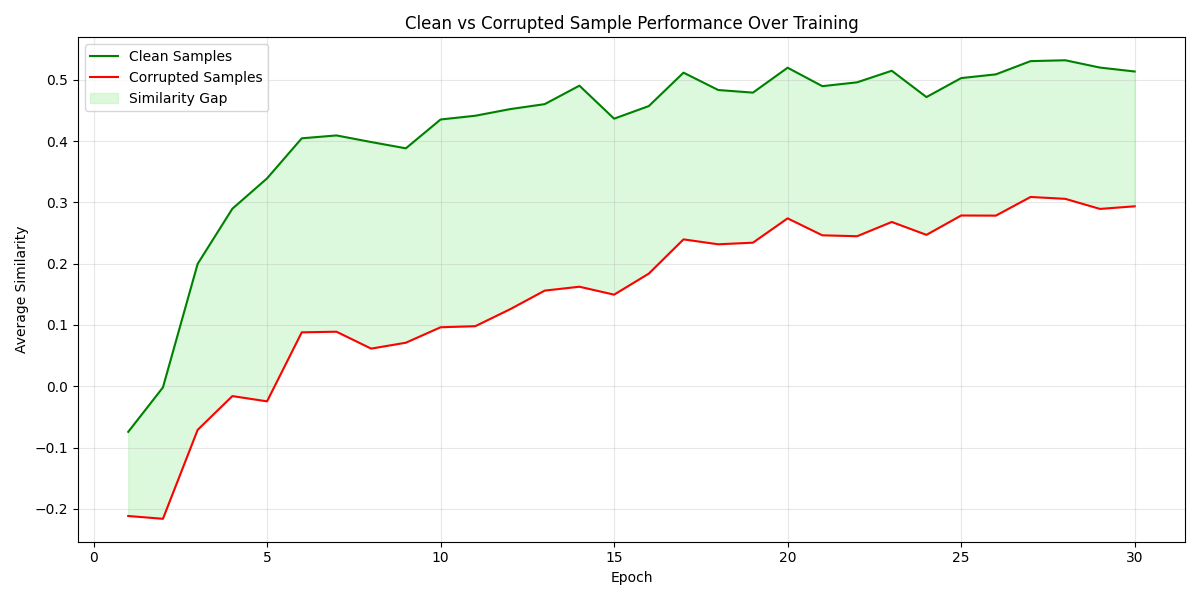 Clean vs Corrupted Sample Performance Over Training
Clean Samples
Corrupted Samples
Similarity Gap
Average Similarity
0.5
0.4
0.3
0.2
0.1
0.0
−0.1
−0.2
0 5 10 15 20 25 30
Epoch